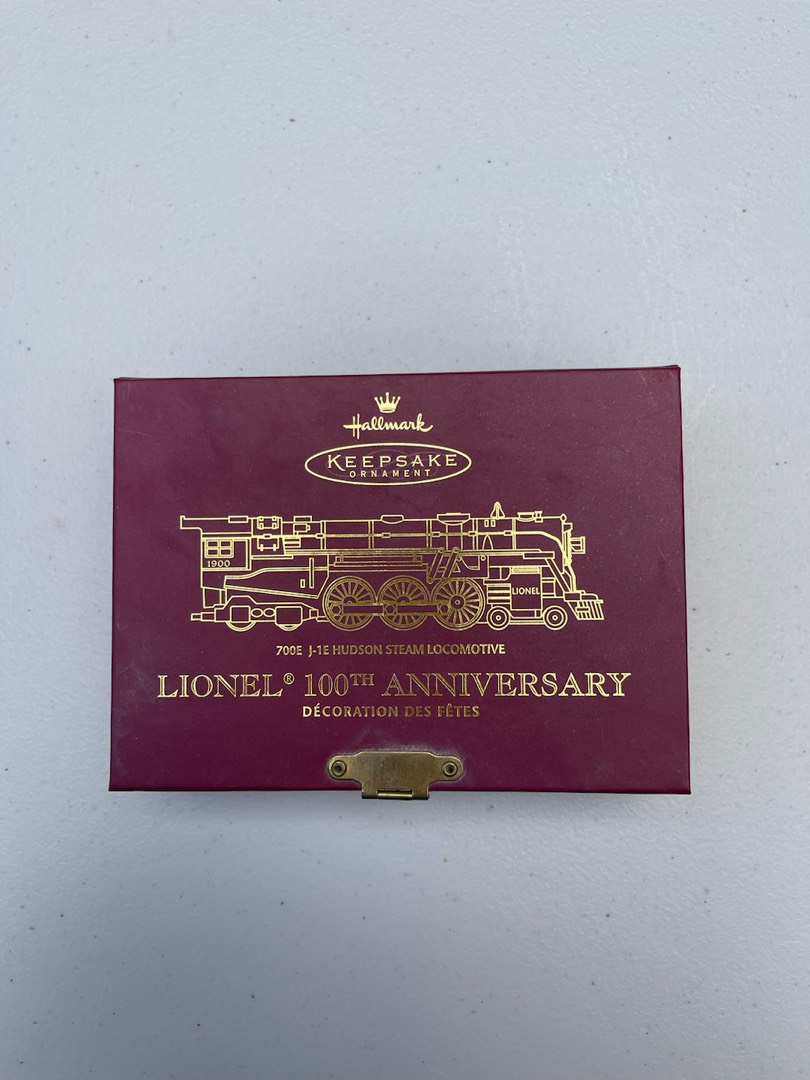 Hallmark
KEEPSAKE
ORNAMENT
1900
LIONEL
700E J-1E HUDSON STEAM LOCOMOTIVE
LIONEL® 100TH ANNIVERSARY
DÉCORATION DES FÊTES